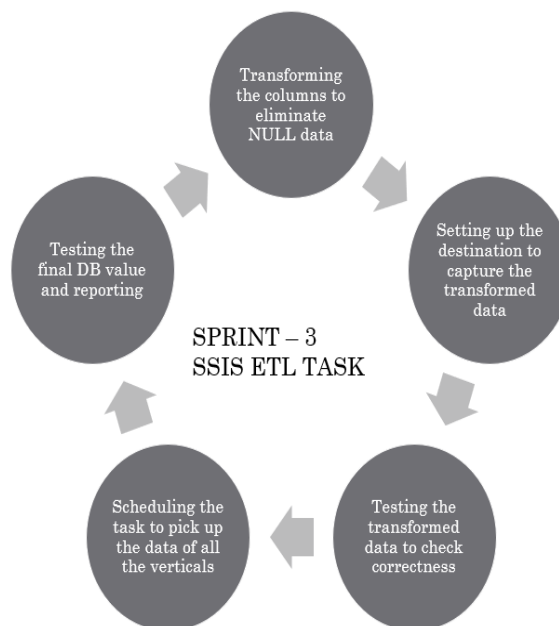 Transforming
the columns to
eliminate
NULL data
Setting up the
destination to
capture the
transformed
data
Testing the
transformed
data to check
correctness
Scheduling the
task to pick up
the data of all
the verticals
Testing the
final DB value
and reporting
SPRINT – 3
SSIS ETL TASK